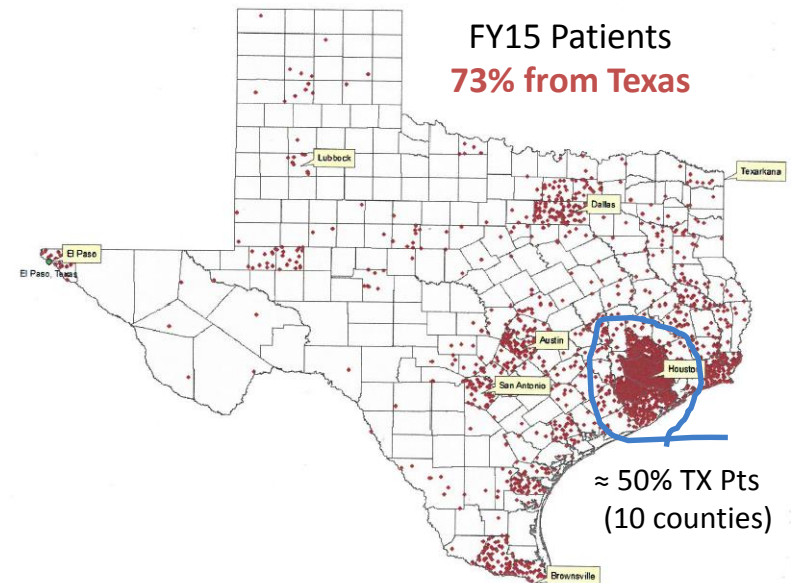 FY15 Patients
73% from Texas
Lubbock
Texarkana
Dallas
El Paso
El Paso, Texas
Austin
Houston
San Antonio
≈ 50% TX Pts
(10 counties)
Brownsville